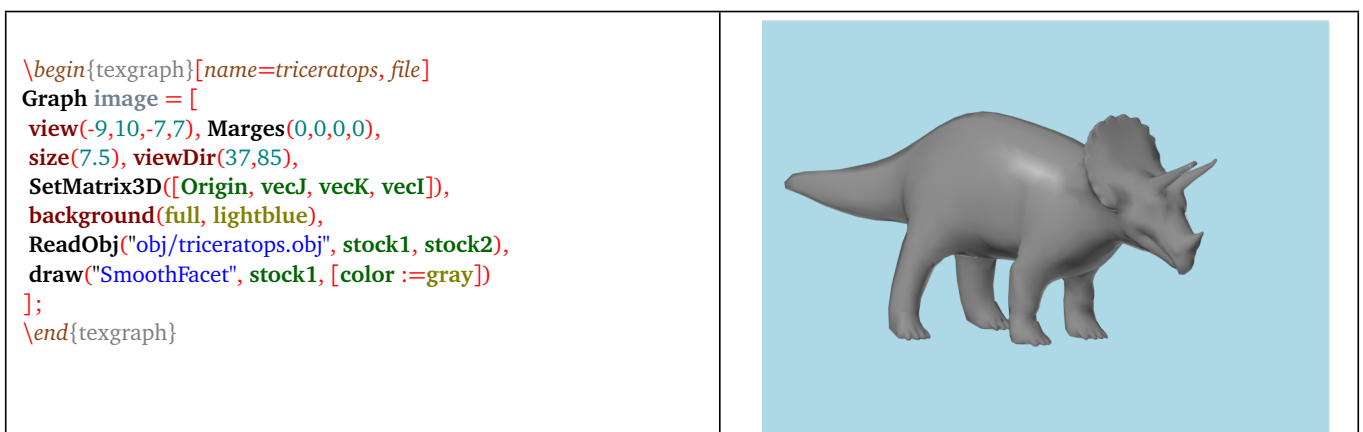 \begin{texgraph}[name=triceratops, file]
Graph image = [
view(-9,10,-7,7), Marges(0,0,0,0),
size(7.5), viewDir(37,85),
SetMatrix3D([Origin, vecJ, vecK, vecI]),
background(full, lightblue),
ReadObj("obj/triceratops.obj", stock1, stock2),
draw("SmoothFacet", stock1, [color :=gray])
];
\end{texgraph}